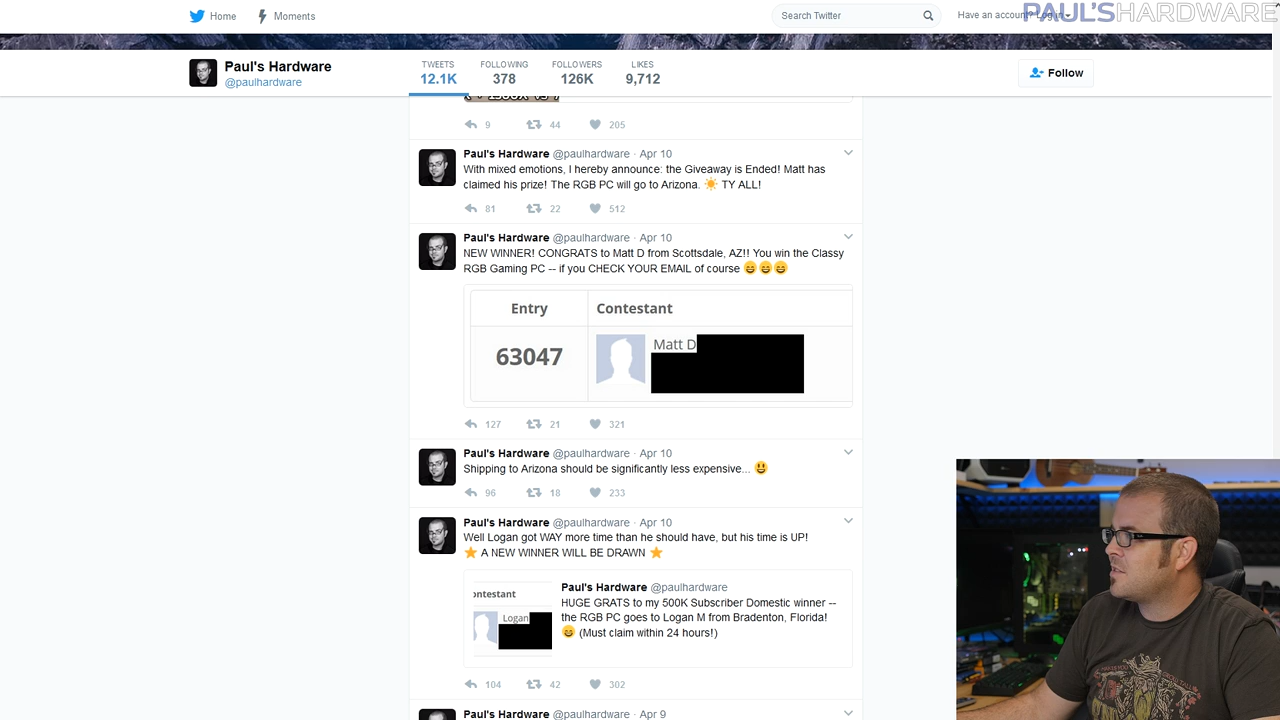 Home
Moments
Search Twitter
Have an account? Log in
PAUL'SHARDWARE
Paul's Hardware
@paulhardware
TWEETS
12.1K
FOLLOWING
378
FOLLOWERS
126K
LIKES
9,712
Follow
9 44 205
Paul's Hardware @paulhardware · Apr 10
With mixed emotions, I hereby announce: the Giveaway is Ended! Matt has
claimed his prize! The RGB PC will go to Arizona. ☀️ TY ALL!
81 22 512
Paul's Hardware @paulhardware · Apr 10
NEW WINNER! CONGRATS to Matt D from Scottsdale, AZ!! You win the Classy
RGB Gaming PC -- if you CHECK YOUR EMAIL of course 😄😄😄
Entry Contestant
63047 Matt D
127 21 321
Paul's Hardware @paulhardware · Apr 10
Shipping to Arizona should be significantly less expensive... 😃
96 18 233
Paul's Hardware @paulhardware · Apr 10
Well Logan got WAY more time than he should have, but his time is UP!
⭐ A NEW WINNER WILL BE DRAWN ⭐
ontestant
Logan
Paul's Hardware @paulhardware
HUGE GRATS to my 500K Subscriber Domestic winner --
the RGB PC goes to Logan M from Bradenton, Florida!
😄 (Must claim within 24 hours!)
104 42 302
Paul's Hardware @paulhardware · Apr 9